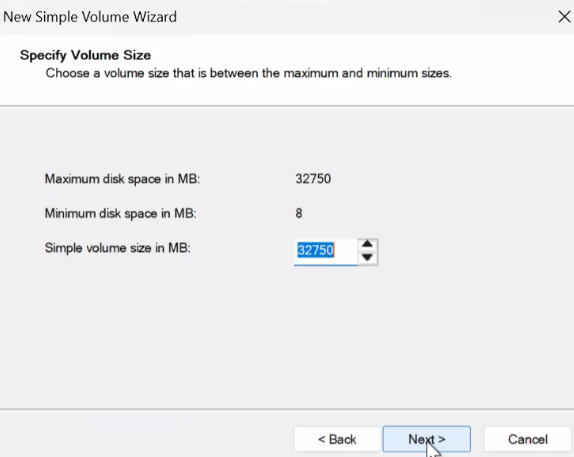 New Simple Volume Wizard
Specify Volume Size
Choose a volume size that is between the maximum and minimum sizes.
Maximum disk space in MB: 32750
Minimum disk space in MB: 8
Simple volume size in MB: 32750
< Back Next > Cancel